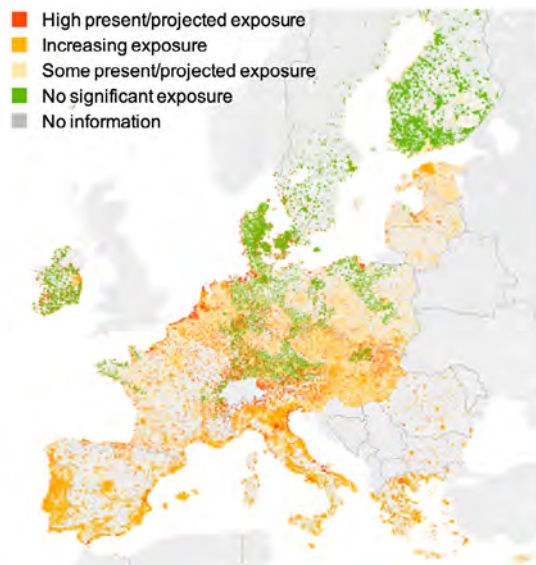 High present/projected exposure
Increasing exposure
Some present/projected exposure
No significant exposure
No information